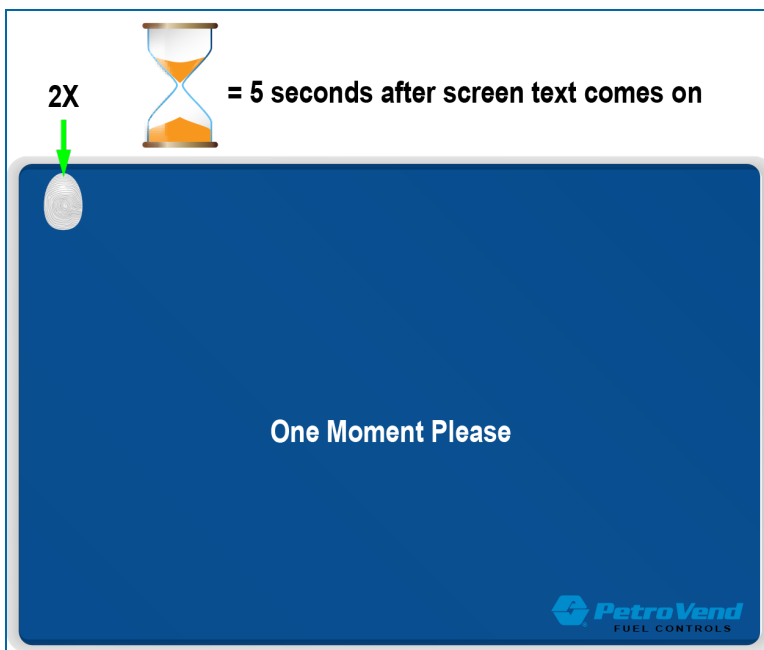 2X
= 5 seconds after screen text comes on
One Moment Please
PetroVend
FUEL CONTROLS